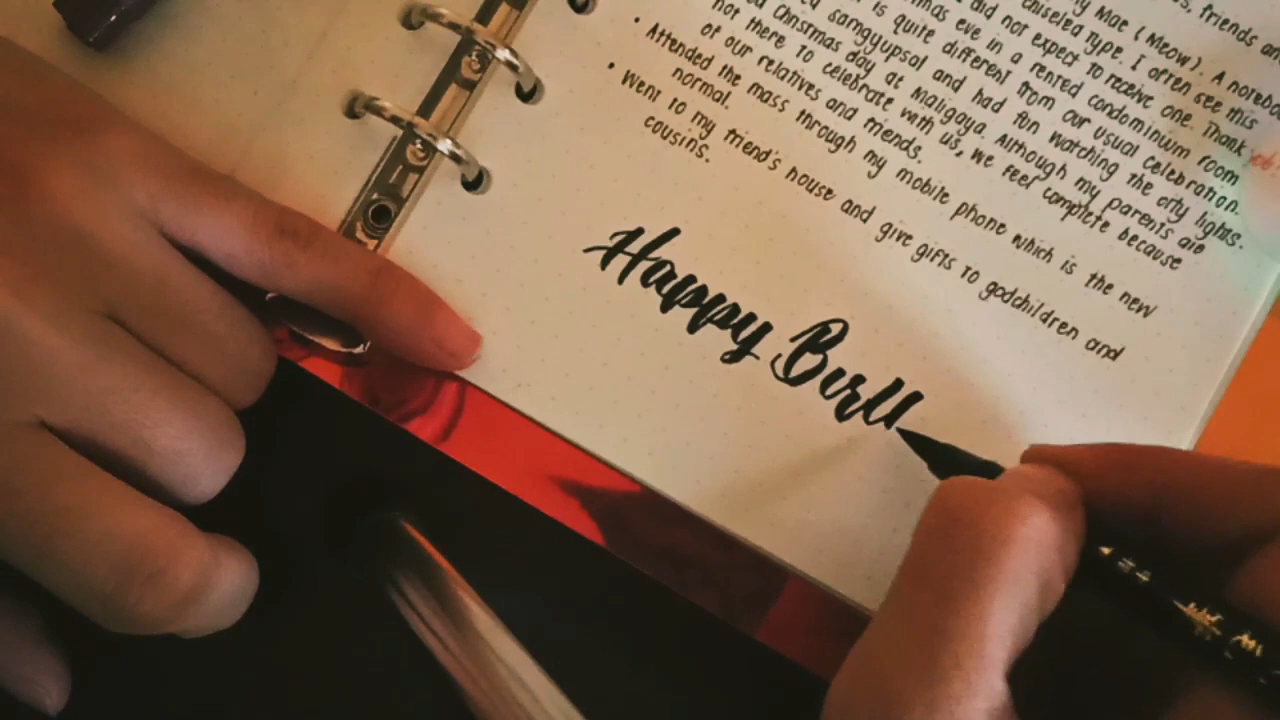 s, friends and
ny Mae (Meow). A notebo
chiseled Type. I often see this
did not expect to receive one. Thank
mas eve in a rented condominium room
is quite different from our usual celebration.
samgyupsal and had fun watching the city lights.
d Christmas day at Maligaya. Although my parents are
not there to celebrate with us, we feel complete because
of our relatives and friends.
• Attended the mass through my mobile phone which is the new
normal.
• Went to my friend's house and give gifts to godchildren and
cousins.
Happy Birth